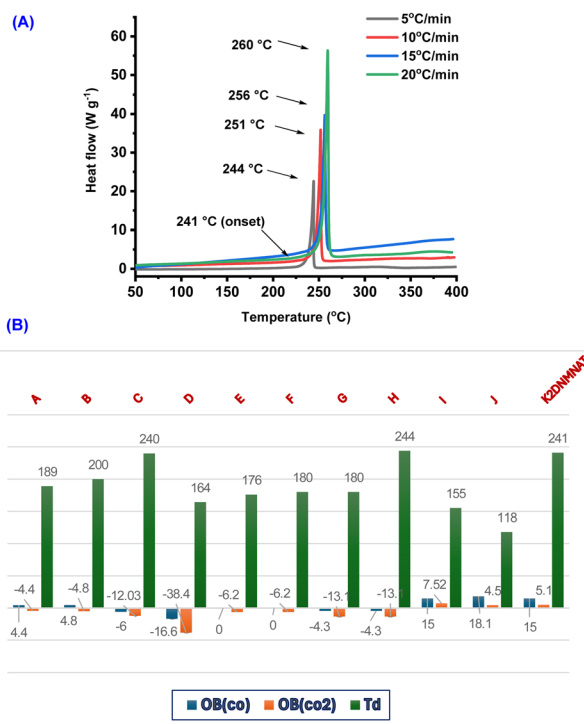 (A)
5°C/min
10°C/min
15°C/min
20°C/min
260 °C
256 °C
251 °C
244 °C
241 °C (onset)
Heat flow (W g-1)
60
50
40
30
20
10
0
50 100 150 200 250 300 350 400
Temperature (°C)
(B)
A B C D E F G H I J K2DNMNAT
189 200 240 164 176 180 180 244 155 118 241
-4.4 -4.8 -12.03 -38.4 -6.2 -6.2 -13.1 7.52 4.5 5.1
4.4 4.8 -6 -16.6 0 0 -4.3 -4.3 15 18.1 15
OB(co) OB(co2) Td